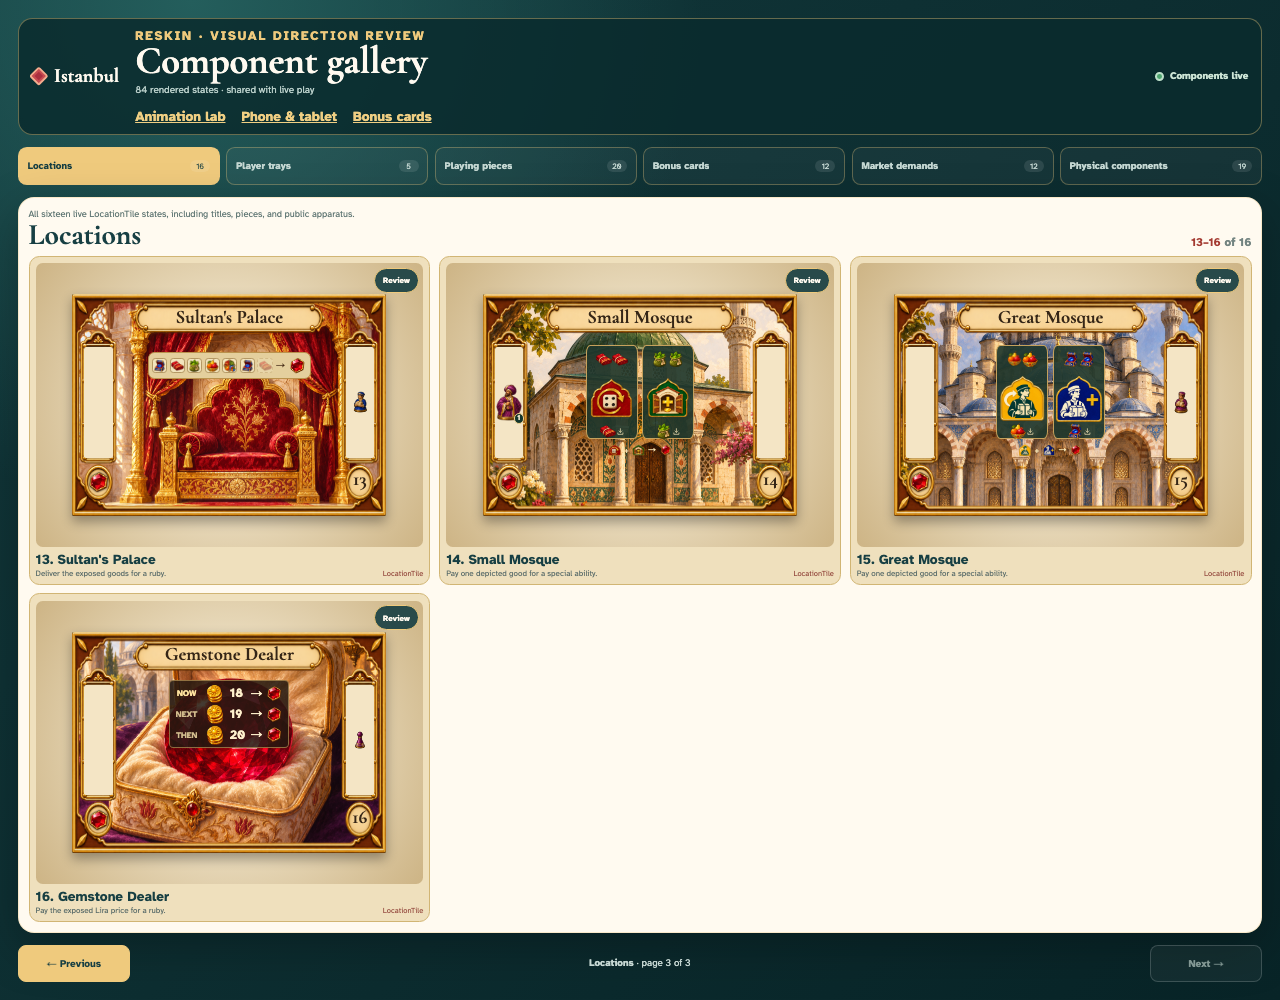 RESKIN · VISUAL DIRECTION REVIEW
Istanbul
Component gallery
84 rendered states · shared with live play
Animation lab Phone & tablet Bonus cards
Components live
Locations 16
Player trays 5
Playing pieces 20
Bonus cards 12
Market demands 12
Physical components 19
All sixteen live LocationTile states, including titles, pieces, and public apparatus.
Locations
13–16 of 16
Review
Sultan's Palace
13
13. Sultan's Palace
Deliver the exposed goods for a ruby.
LocationTile
Review
Small Mosque
1
14
14. Small Mosque
Pay one depicted good for a special ability.
LocationTile
Review
Great Mosque
15
15. Great Mosque
Pay one depicted good for a special ability.
LocationTile
Review
Gemstone Dealer
NOW 18 →
NEXT 19 →
THEN 20 →
16
16. Gemstone Dealer
Pay the exposed Lira price for a ruby.
LocationTile
← Previous
Locations · page 3 of 3
Next →